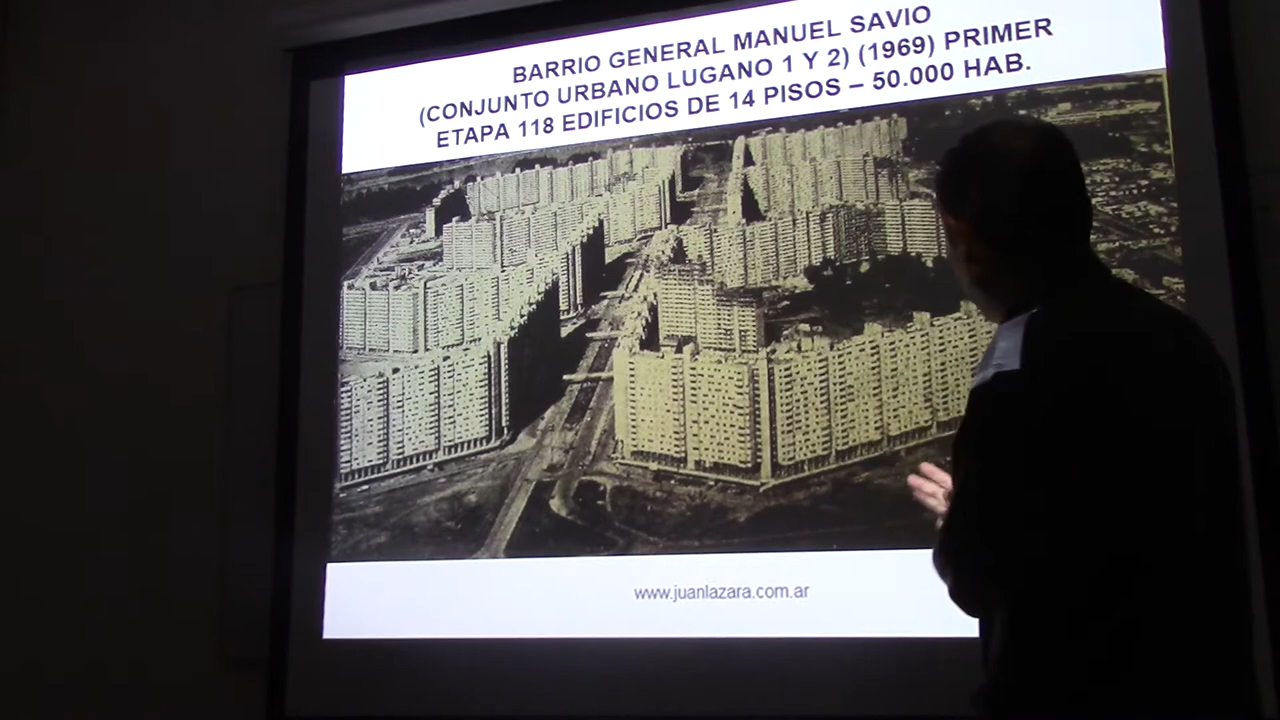 BARRIO GENERAL MANUEL SAVIO
(CONJUNTO URBANO LUGANO 1 Y 2) (1969) PRIMER
ETAPA 118 EDIFICIOS DE 14 PISOS – 50.000 HAB.
www.juanlazara.com.ar